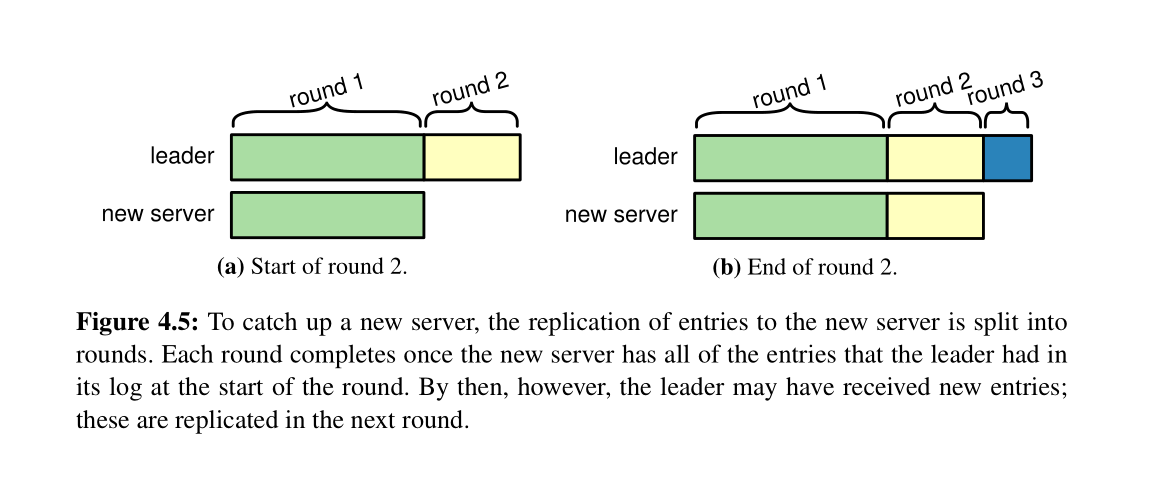 round 1
round 2
leader
new server
(a) Start of round 2.
round 1
round 2
round 3
leader
new server
(b) End of round 2.
Figure 4.5: To catch up a new server, the replication of entries to the new server is split into
rounds. Each round completes once the new server has all of the entries that the leader had in
its log at the start of the round. By then, however, the leader may have received new entries;
these are replicated in the next round.